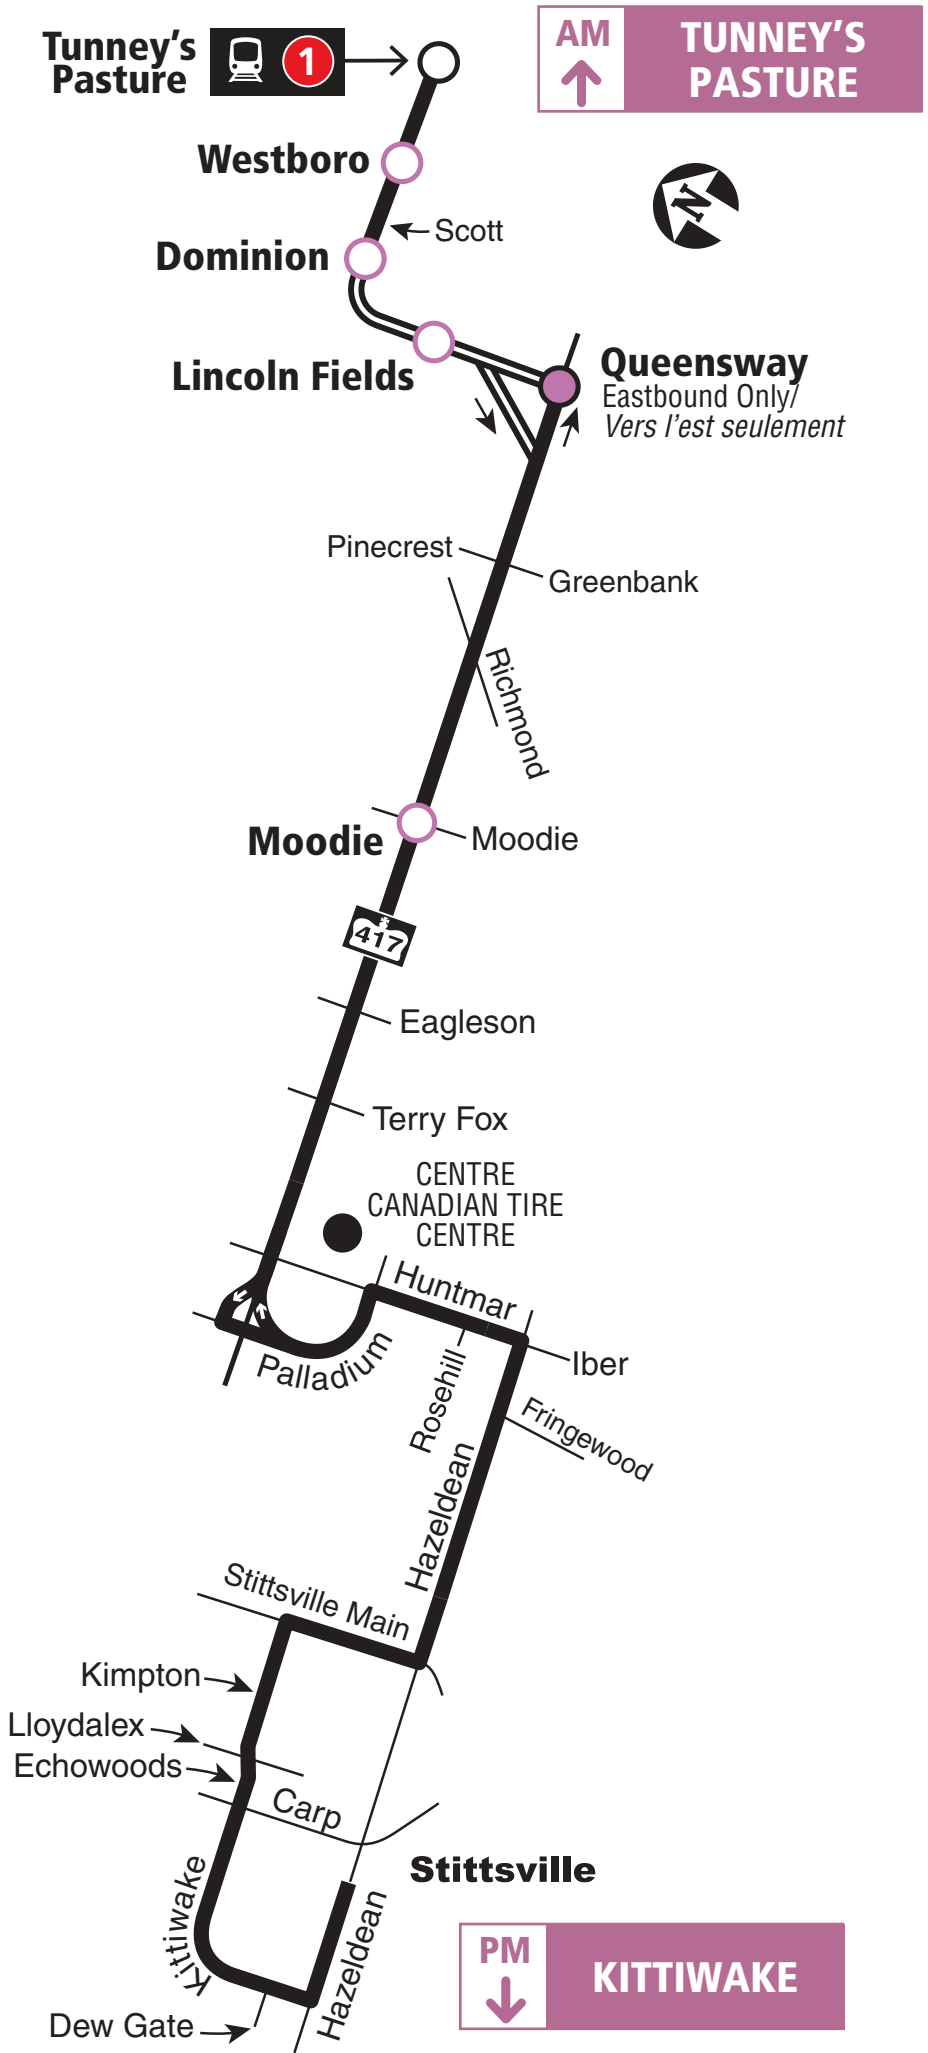 Tunney's
Pasture
1
AM
TUNNEY'S
PASTURE
Westboro
N
Scott
Dominion
Queensway
Eastbound Only/
Vers l'est seulement
Lincoln Fields
Pinecrest
Greenbank
Richmond
Moodie
Moodie
417
Eagleson
Terry Fox
CENTRE
CANADIAN TIRE
CENTRE
Huntmar
Palladium
Rosehill
Iber
Fringewood
Hazeldean
Stittsville Main
Kimpton
Lloydalex
Echowoods
Carp
Stittsville
Kittiwake
Hazeldean
Dew Gate
PM
KITTIWAKE